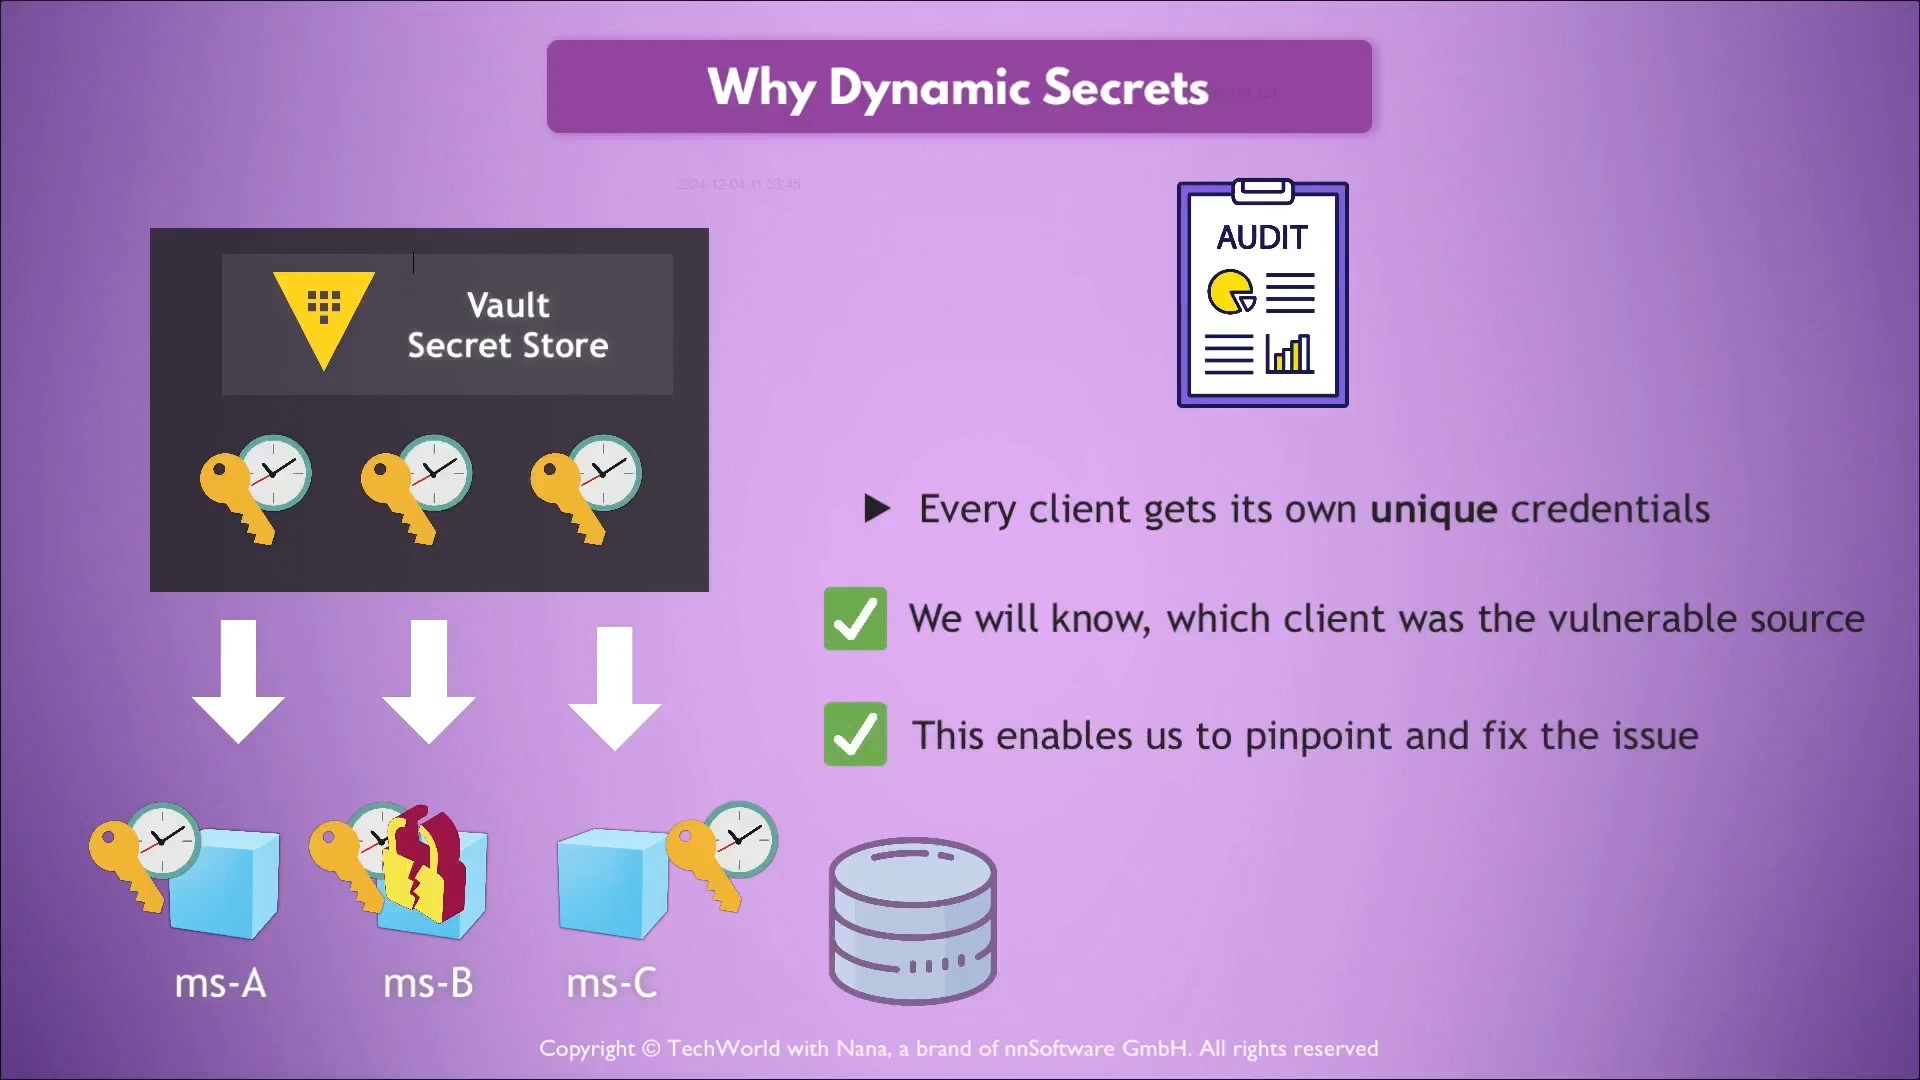 Why Dynamic Secrets
2024-12-04 11:33:45
AUDIT
Vault
Secret Store
Every client gets its own unique credentials
We will know, which client was the vulnerable source
This enables us to pinpoint and fix the issue
ms-A
ms-B
ms-C
Copyright © TechWorld with Nana, a brand of nnSoftware GmbH. All rights reserved